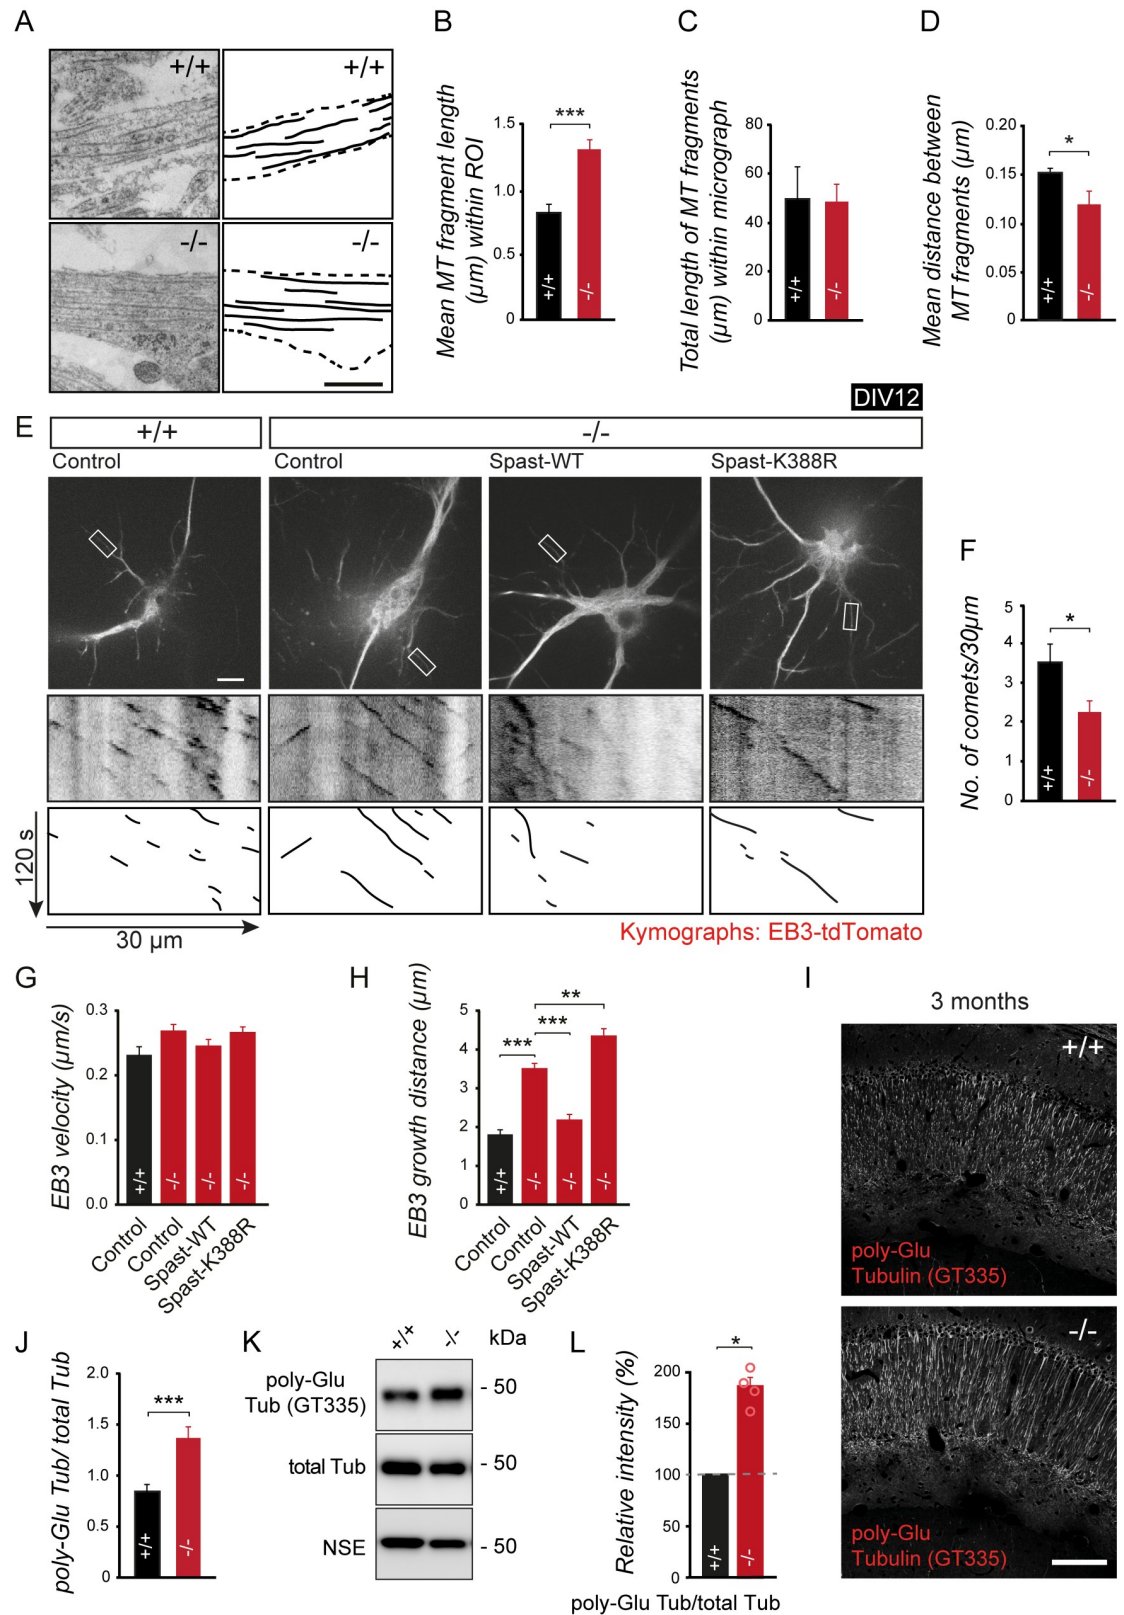 A
+/+
+/+
-/-
-/-
B
Mean MT fragment length
(µm) within ROI
1.5
1.0
0.5
0
***
+/+
-/-
C
Total length of MT fragments
(µm) within micrograph
80
60
40
20
0
+/+
-/-
D
Mean distance between
MT fragments (µm)
0.20
0.15
0.10
0.05
0
*
+/+
-/-
DIV12
E
+/+
-/-
Control
Control
Spast-WT
Spast-K388R
120 s
30 µm
Kymographs: EB3-tdTomato
F
No. of comets/30µm
5
4
3
2
1
0
*
+/+
-/-
G
EB3 velocity (µm/s)
0.3
0.2
0.1
0.0
+/+
-/-
-/-
-/-
Control
Control
Spast-WT
Spast-K388R
H
EB3 growth distance (µm)
5
4
3
2
1
0
***
***
**
+/+
-/-
-/-
-/-
Control
Control
Spast-WT
Spast-K388R
I
3 months
+/+
poly-Glu
Tubulin (GT335)
-/-
poly-Glu
Tubulin (GT335)
J
poly-Glu Tub/ total Tub
2.0
1.5
1.0
0.5
0
***
+/+
-/-
K
+/+
-/-
kDa
poly-Glu
Tub (GT335)
- 50
total Tub
- 50
NSE
- 50
L
Relative intensity (%)
200
150
100
50
0
*
+/+
-/-
poly-Glu Tub/total Tub